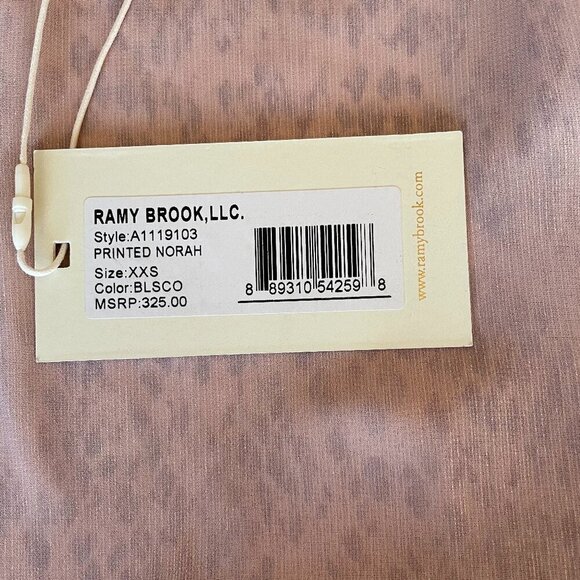 RAMY BROOK,LLC.
Style:A1119103
PRINTED NORAH
Size:XXS
Color:BLSCO
MSRP:325.00
8 89310 54259 8
www.ramybrook.com